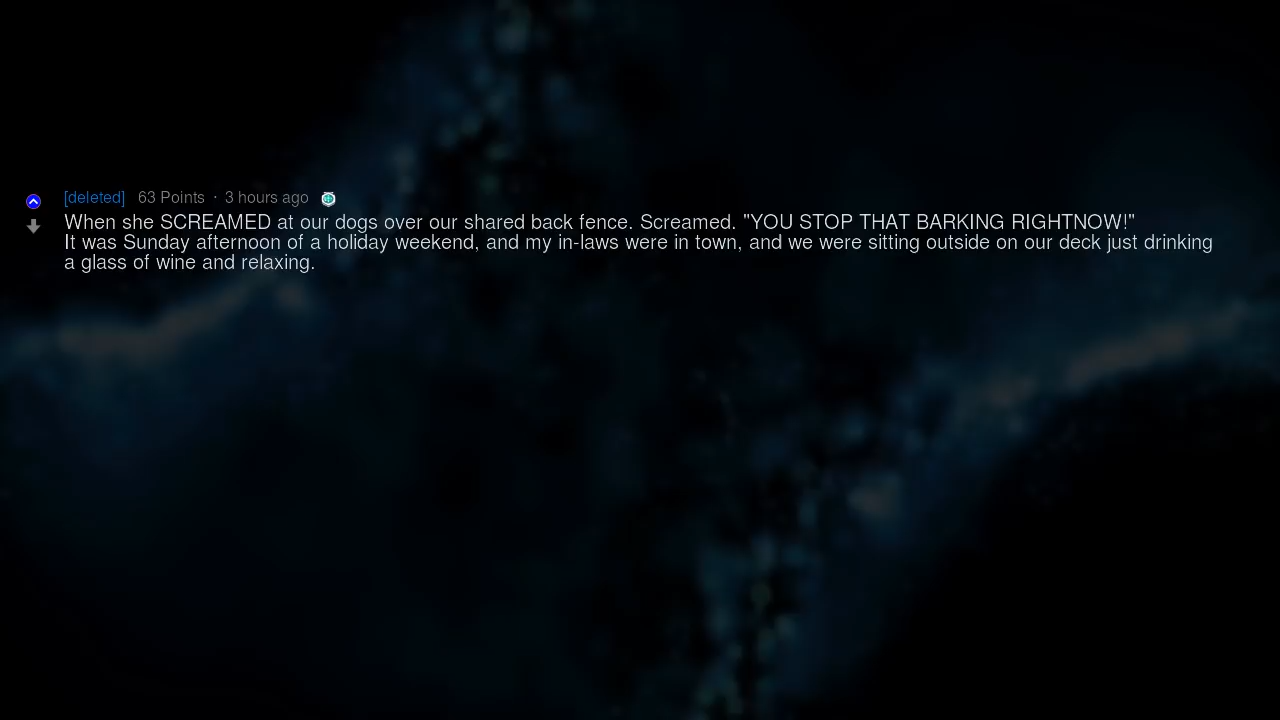 [deleted] 63 Points · 3 hours ago
When she SCREAMED at our dogs over our shared back fence. Screamed. "YOU STOP THAT BARKING RIGHTNOW!"
It was Sunday afternoon of a holiday weekend, and my in-laws were in town, and we were sitting outside on our deck just drinking
a glass of wine and relaxing.